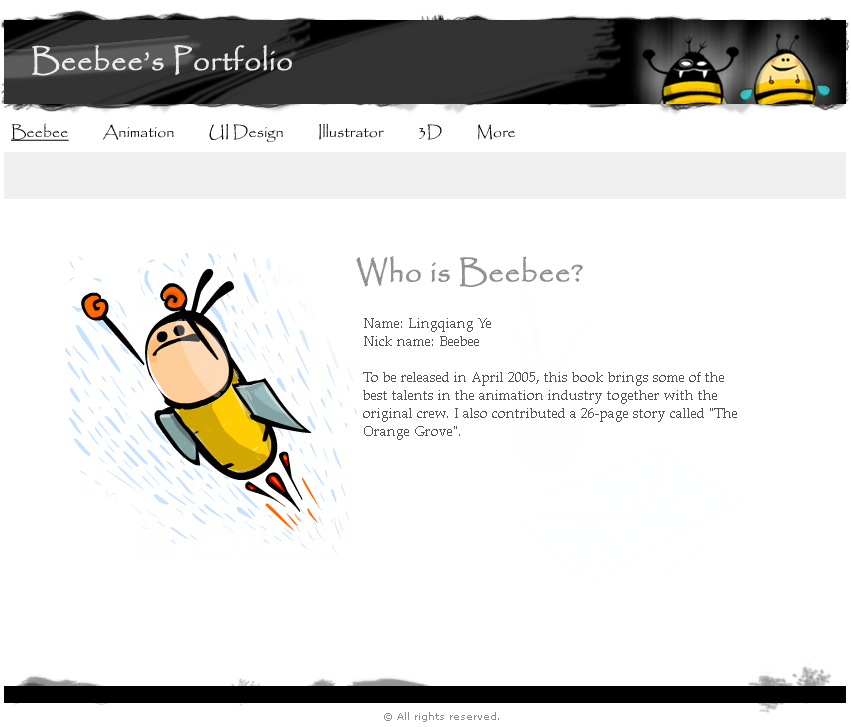 Beebee's Portfolio
Beebee Animation UI Design Illustrator 3D More
Who is Beebee?
Name: Lingqiang Ye
Nick name: Beebee
To be released in April 2005, this book brings some of the
best talents in the animation industry together with the
original crew. I also contributed a 26-page story called "The
Orange Grove".
© All rights reserved.